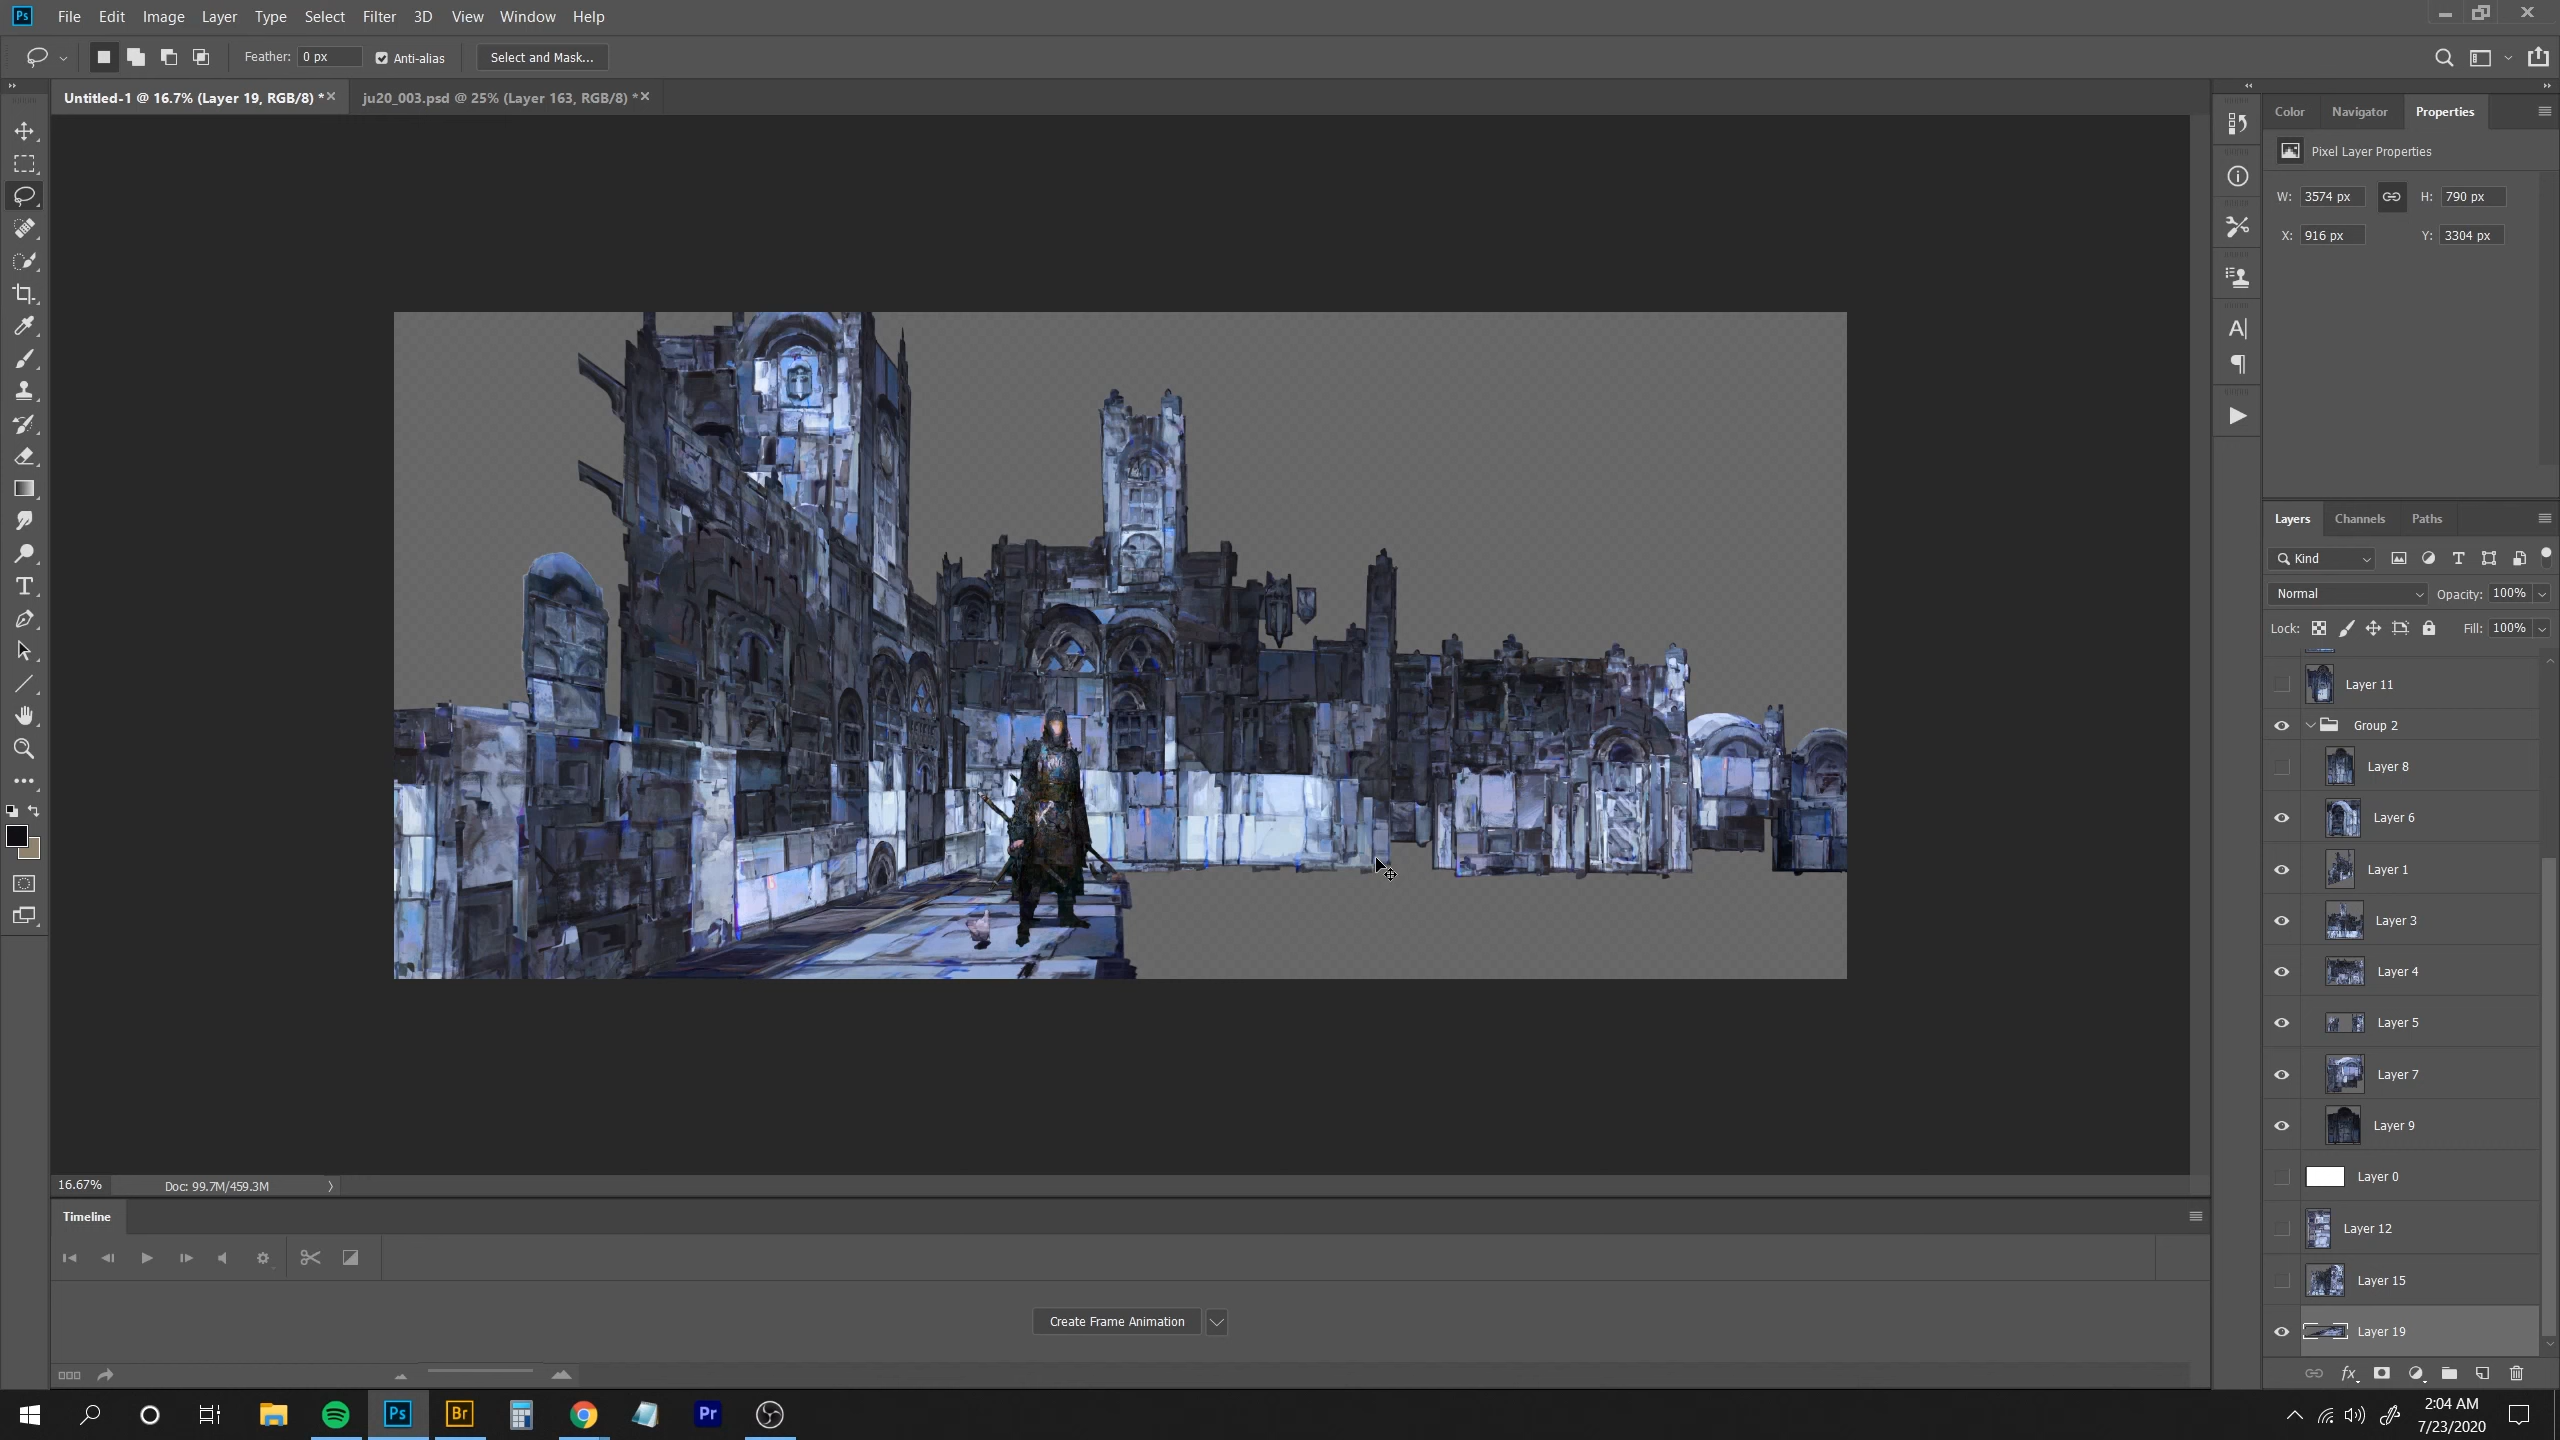 Ps File Edit Image Layer Type Select Filter 3D View Window Help
Feather: 0 px Anti-alias Select and Mask...
Untitled-1 @ 16.7% (Layer 19, RGB/8) * ju20_003.psd @ 25% (Layer 163, RGB/8) *
Color Navigator Properties
Pixel Layer Properties
W: 3574 px H: 790 px
X: 916 px Y: 3304 px
Layers Channels Paths
Kind
Normal Opacity: 100%
Lock: Fill: 100%
Layer 11
Group 2
Layer 8
Layer 6
Layer 1
Layer 3
Layer 4
Layer 5
Layer 7
Layer 9
Layer 0
Layer 12
Layer 15
Layer 19
16.67% Doc: 99.7M/459.3M
Timeline
Create Frame Animation
Ps Br Pr
2:04 AM
7/23/2020